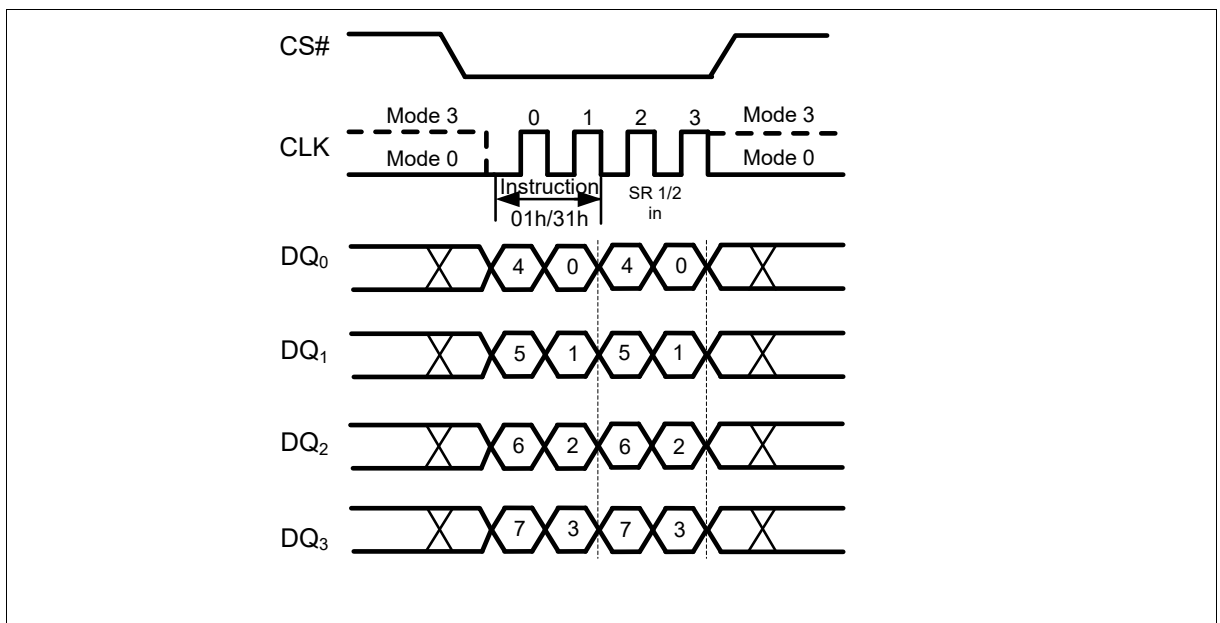 CS#
Mode 3 0 1 2 3 Mode 3
CLK
Mode 0 Mode 0
Instruction SR 1/2
01h/31h in
DQ0 4 0 4 0
DQ1 5 1 5 1
DQ2 6 2 6 2
DQ3 7 3 7 3